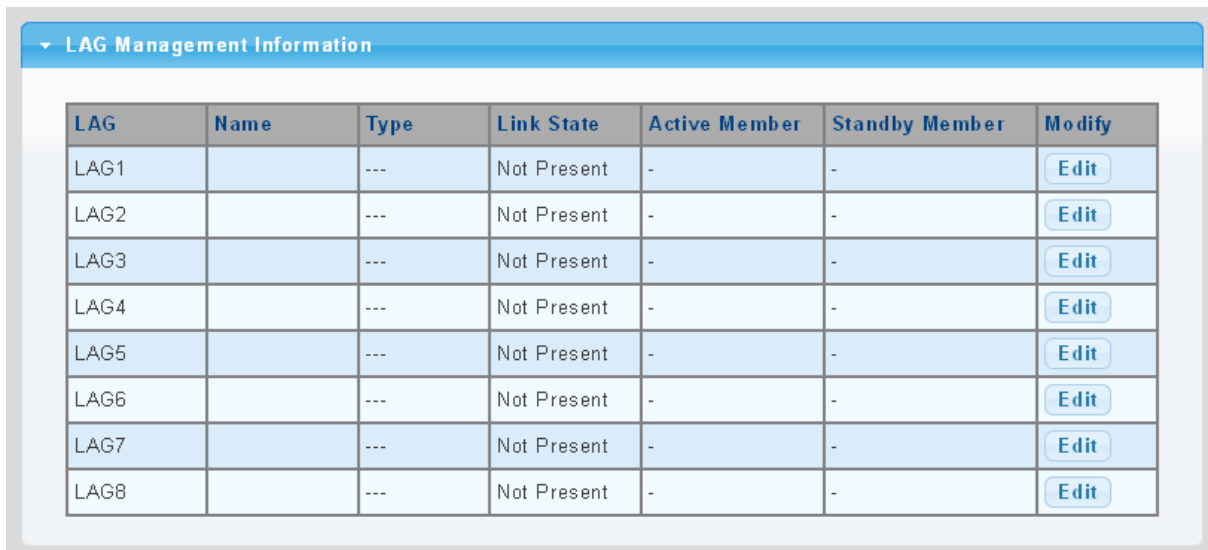 LAG Management Information
LAG Name Type Link State Active Member Standby Member Modify
LAG1 --- Not Present - - Edit
LAG2 --- Not Present - - Edit
LAG3 --- Not Present - - Edit
LAG4 --- Not Present - - Edit
LAG5 --- Not Present - - Edit
LAG6 --- Not Present - - Edit
LAG7 --- Not Present - - Edit
LAG8 --- Not Present - - Edit